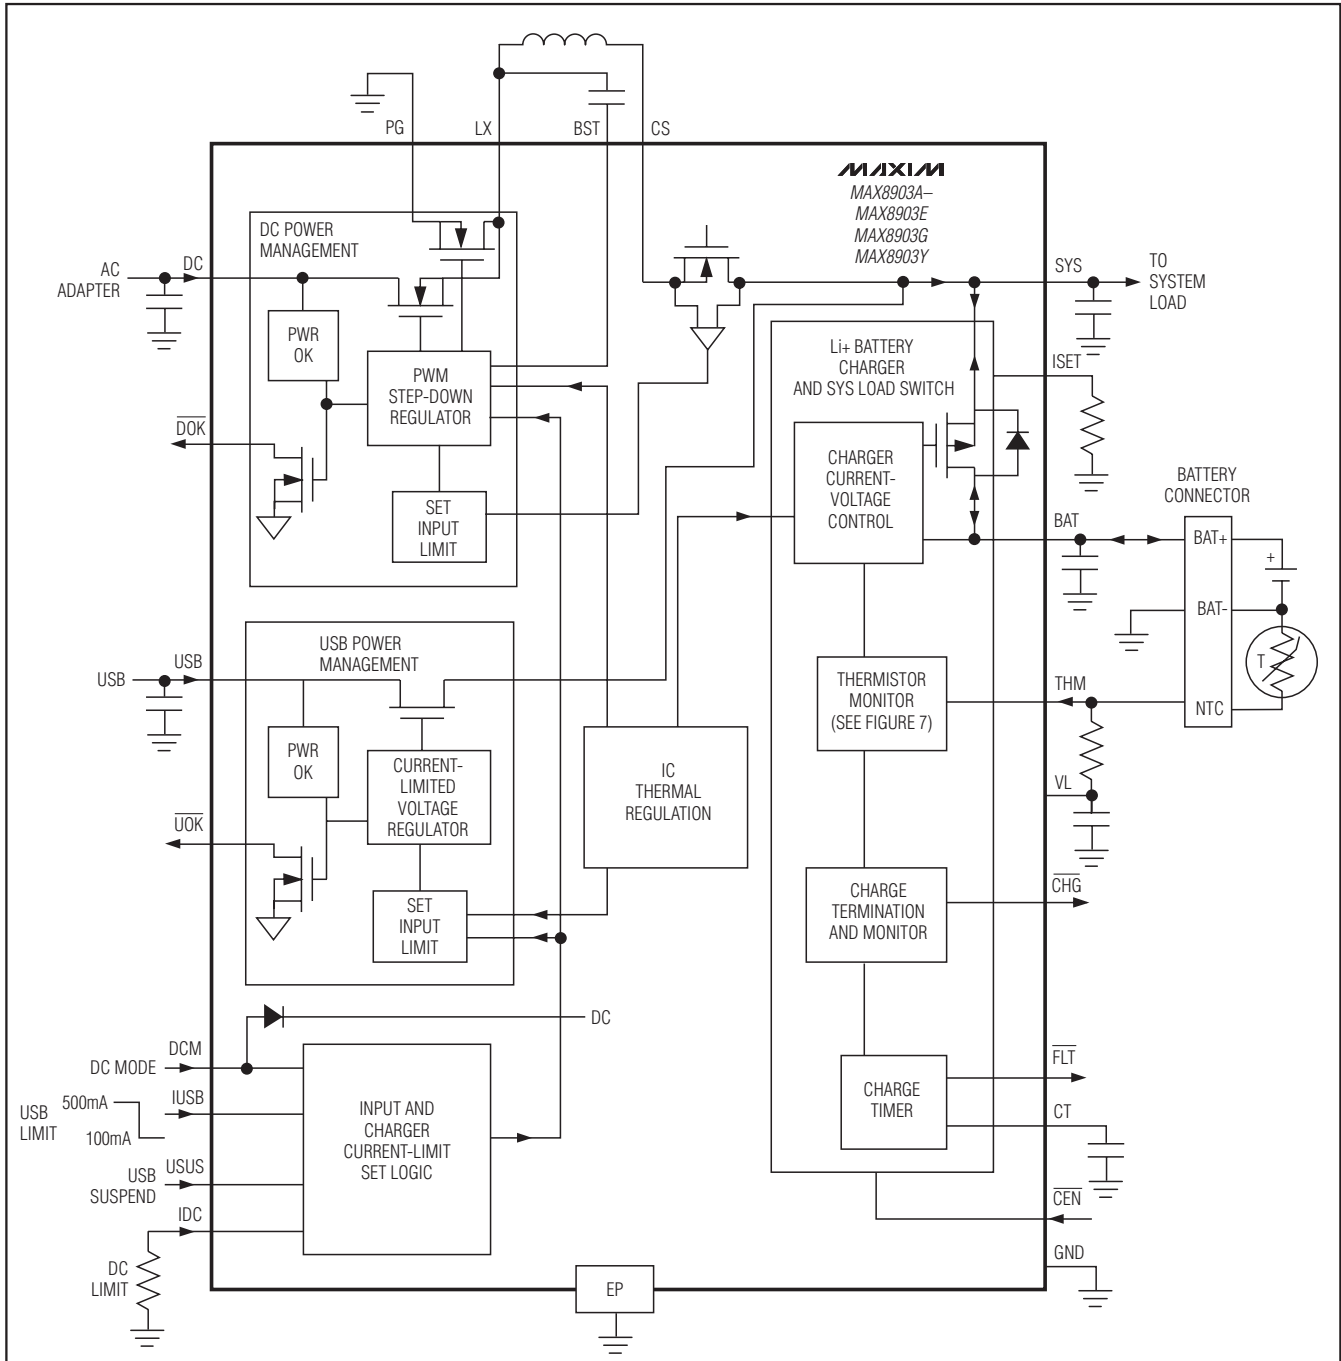 PG
LX
BST
CS
MAXIM
MAX8903A–
MAX8903E
MAX8903G
MAX8903Y
DC POWER
MANAGEMENT
AC
ADAPTER
DC
PWR
OK
PWM
STEP-DOWN
REGULATOR
DOK
SET
INPUT
LIMIT
SYS
TO
SYSTEM
LOAD
Li+ BATTERY
CHARGER
AND SYS LOAD SWITCH
ISET
CHARGER
CURRENT-
VOLTAGE
CONTROL
BATTERY
CONNECTOR
BAT
BAT+
+
BAT-
T
NTC
USB POWER
MANAGEMENT
USB
USB
PWR
OK
CURRENT-
LIMITED
VOLTAGE
REGULATOR
UOK
SET
INPUT
LIMIT
IC
THERMAL
REGULATION
THERMISTOR
MONITOR
(SEE FIGURE 7)
THM
VL
CHARGE
TERMINATION
AND MONITOR
CHG
DC
DCM
DC MODE
IUSB
500mA
USB
LIMIT
100mA
USUS
USB
SUSPEND
IDC
DC
LIMIT
INPUT AND
CHARGER
CURRENT-LIMIT
SET LOGIC
CHARGE
TIMER
FLT
CT
CEN
GND
EP